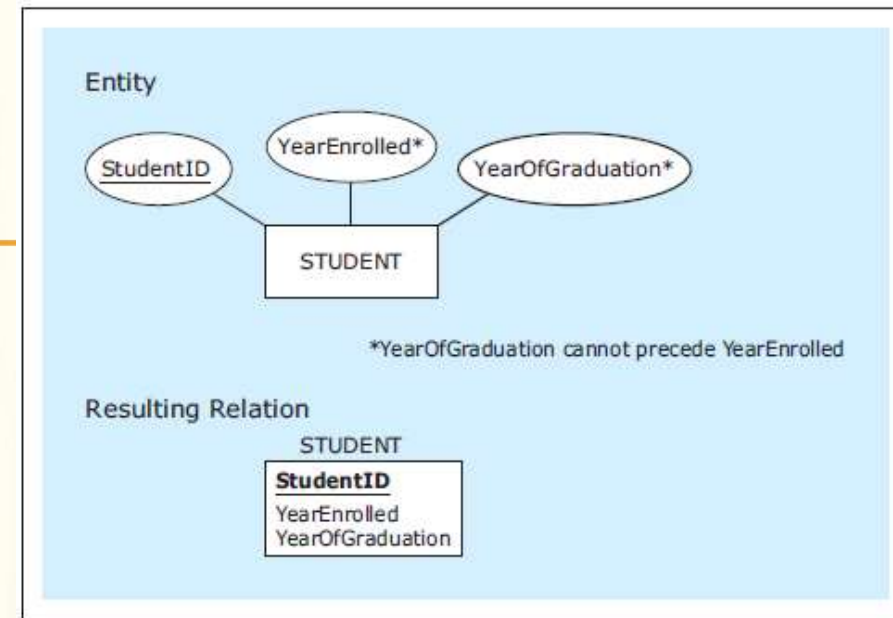 Entity
StudentID
YearEnrolled*
YearOfGraduation*
STUDENT
*YearOfGraduation cannot precede YearEnrolled
Resulting Relation
STUDENT
StudentID
YearEnrolled
YearOfGraduation